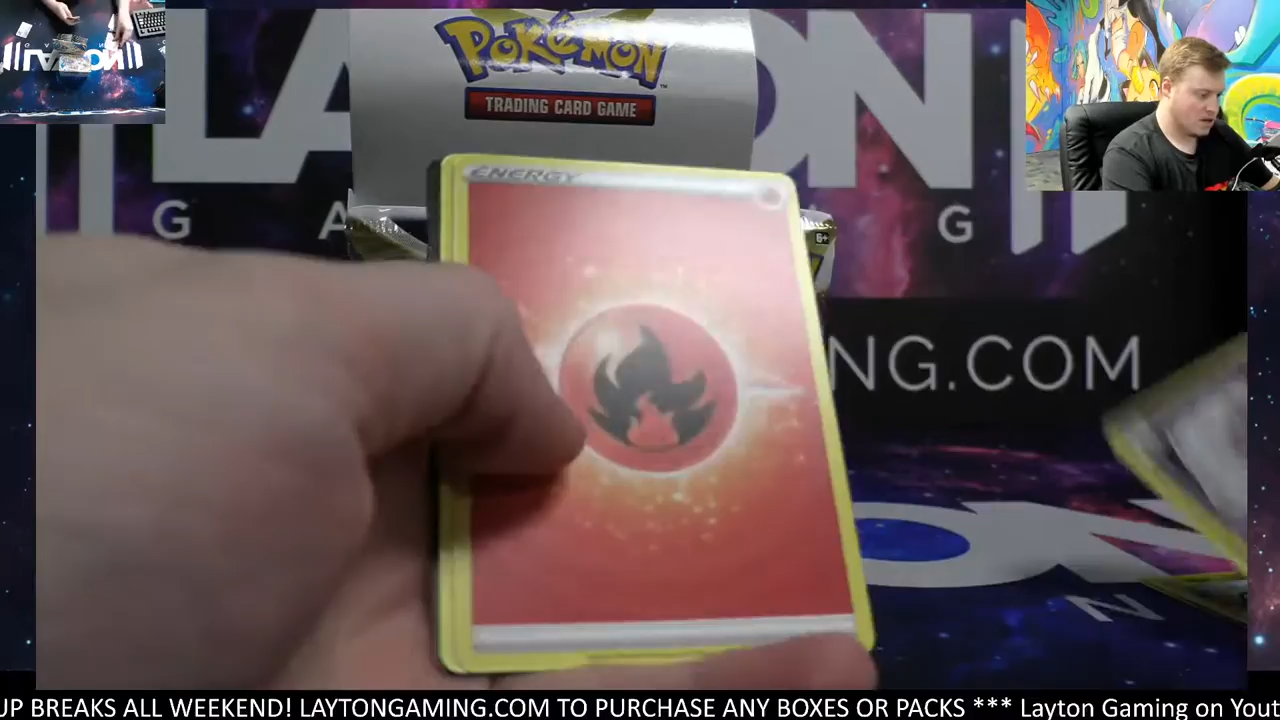 POKéMON
TRADING CARD GAME
ENERGY
6+
NG.COM
UP BREAKS ALL WEEKEND! LAYTONGAMING.COM TO PURCHASE ANY BOXES OR PACKS *** Layton Gaming on Yout